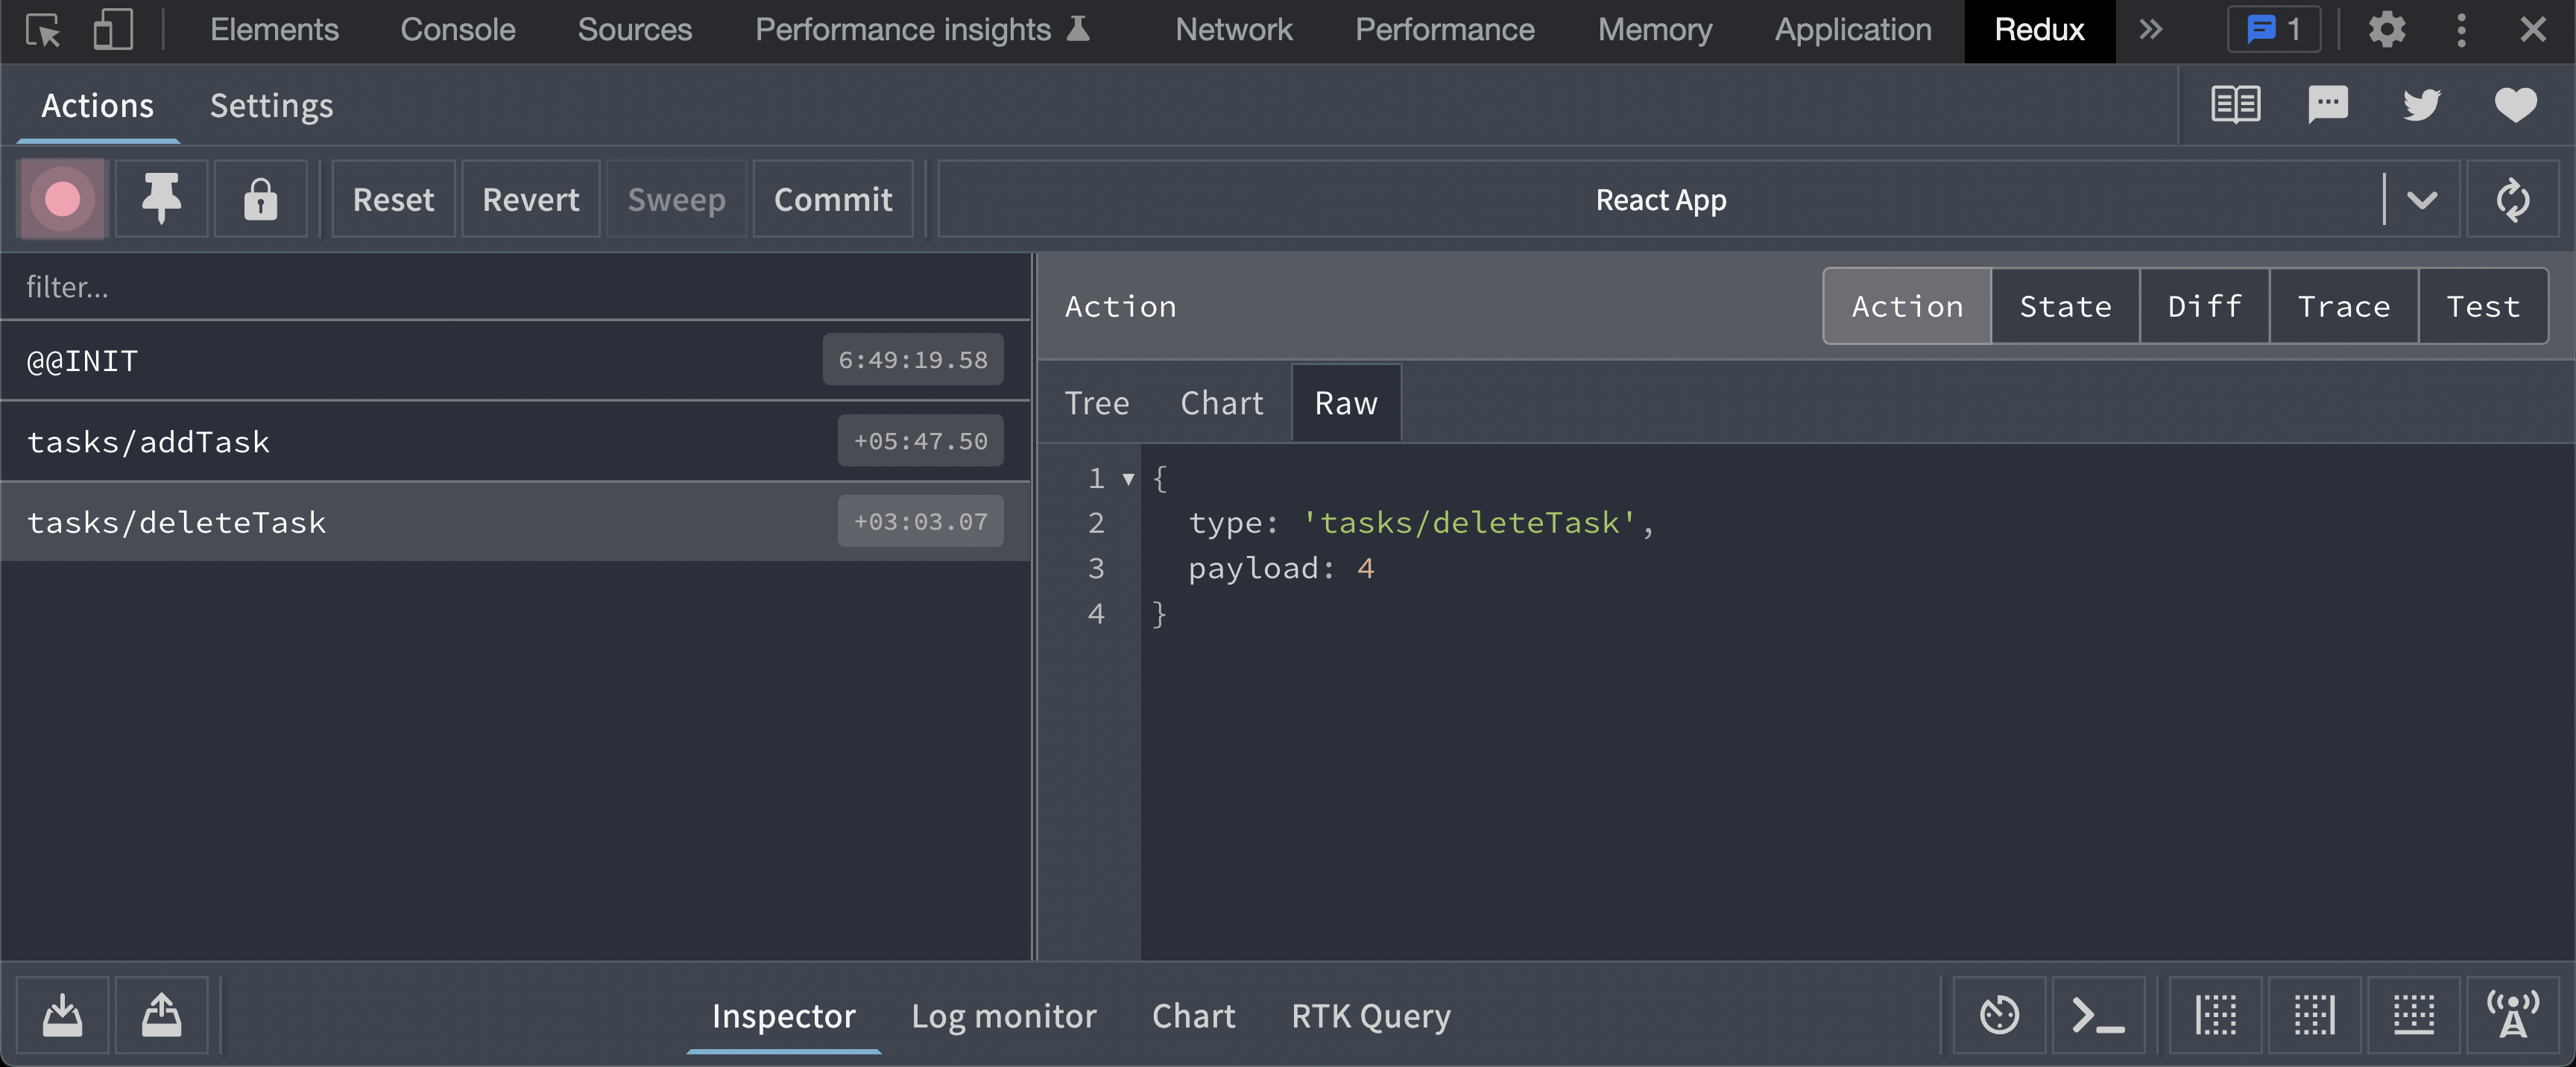 Elements Console Sources Performance insights Network Performance Memory Application Redux 1
Actions Settings
Reset Revert Sweep Commit React App
filter...
@@INIT 6:49:19.58
tasks/addTask +05:47.50
tasks/deleteTask +03:03.07
Action Action State Diff Trace Test
Tree Chart Raw
1 {
2 type: 'tasks/deleteTask',
3 payload: 4
4 }
Inspector Log monitor Chart RTK Query